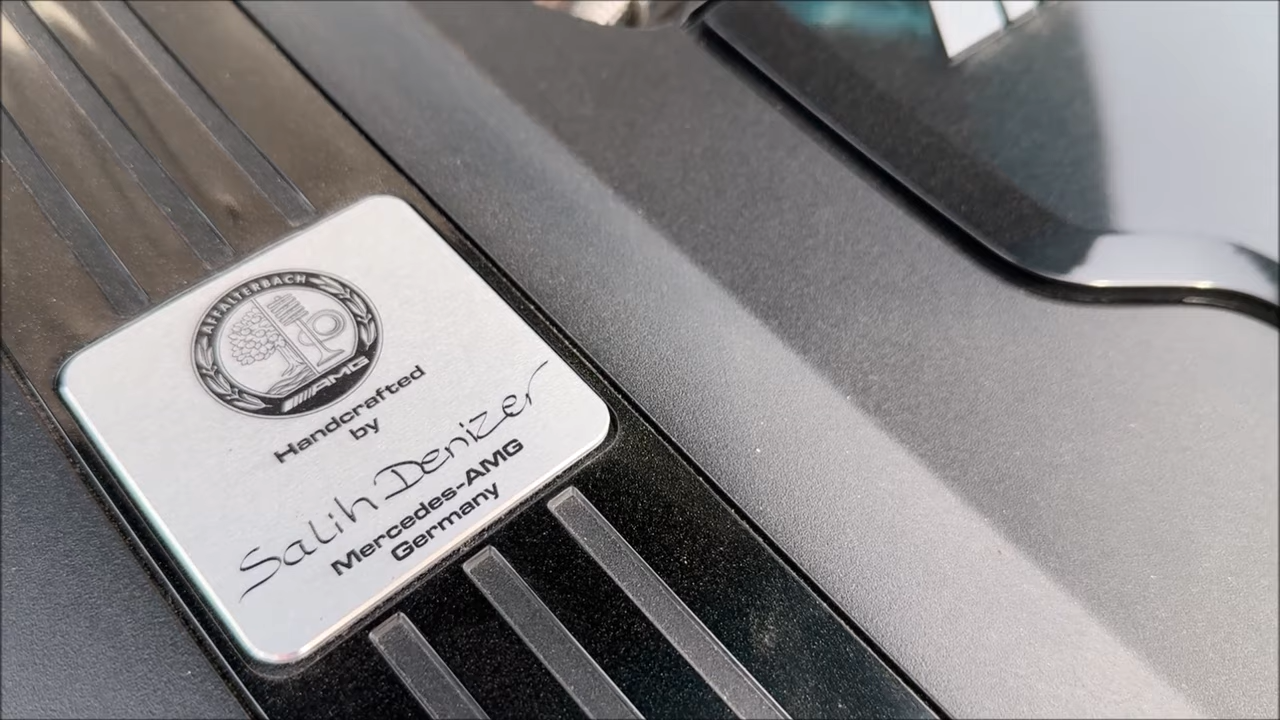 AFFALTERBACH
AMG
Handcrafted
by
Salih Denizer
Mercedes-AMG
Germany